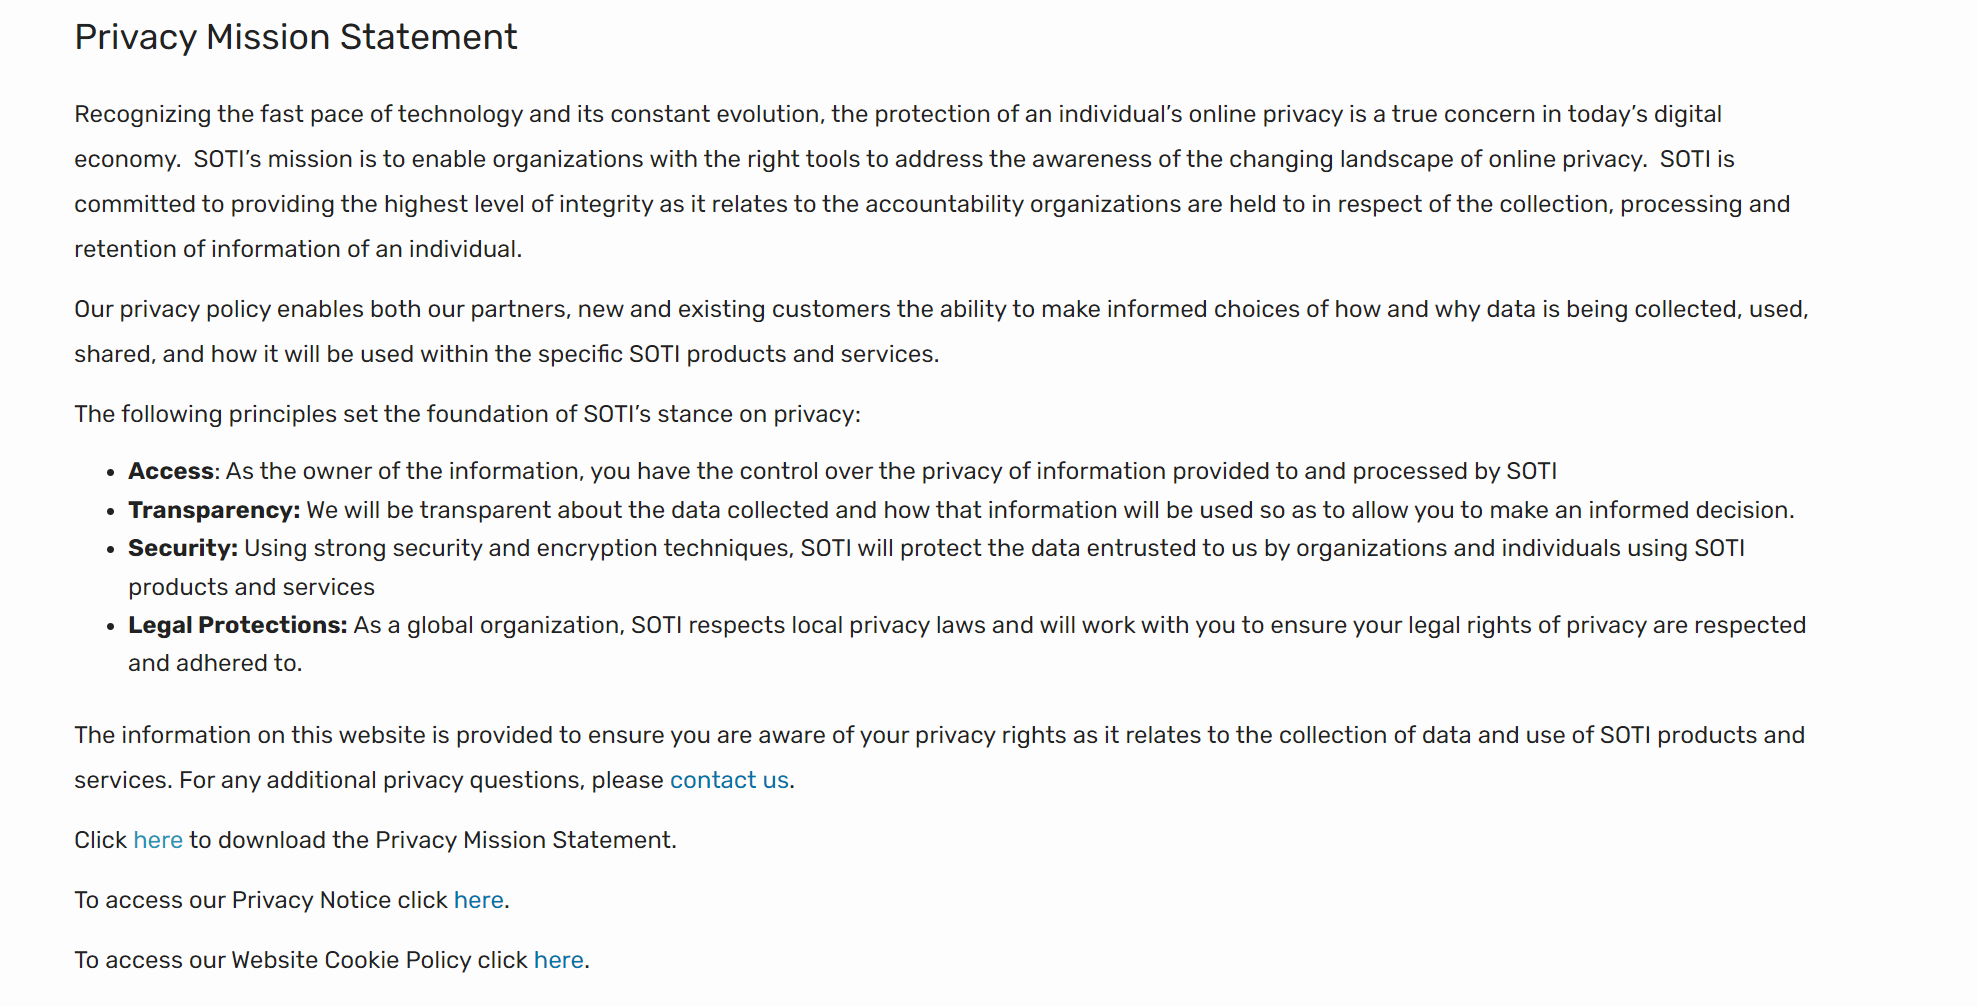 Privacy Mission Statement
Recognizing the fast pace of technology and its constant evolution, the protection of an individual’s online privacy is a true concern in today’s digital
economy.  SOTI’s mission is to enable organizations with the right tools to address the awareness of the changing landscape of online privacy.  SOTI is
committed to providing the highest level of integrity as it relates to the accountability organizations are held to in respect of the collection, processing and
retention of information of an individual.
Our privacy policy enables both our partners, new and existing customers the ability to make informed choices of how and why data is being collected, used,
shared, and how it will be used within the specific SOTI products and services.
The following principles set the foundation of SOTI’s stance on privacy:
• Access: As the owner of the information, you have the control over the privacy of information provided to and processed by SOTI
• Transparency: We will be transparent about the data collected and how that information will be used so as to allow you to make an informed decision.
• Security: Using strong security and encryption techniques, SOTI will protect the data entrusted to us by organizations and individuals using SOTI
products and services
• Legal Protections: As a global organization, SOTI respects local privacy laws and will work with you to ensure your legal rights of privacy are respected
and adhered to.
The information on this website is provided to ensure you are aware of your privacy rights as it relates to the collection of data and use of SOTI products and
services. For any additional privacy questions, please contact us.
Click here to download the Privacy Mission Statement.
To access our Privacy Notice click here.
To access our Website Cookie Policy click here.